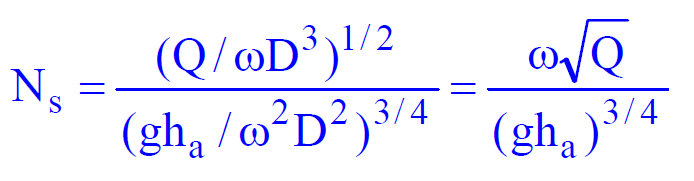 N_s = (Q/ωD^3)^{1/2} / (gh_a/ω^2D^2)^{3/4} = ω√Q / (gh_a)^{3/4}